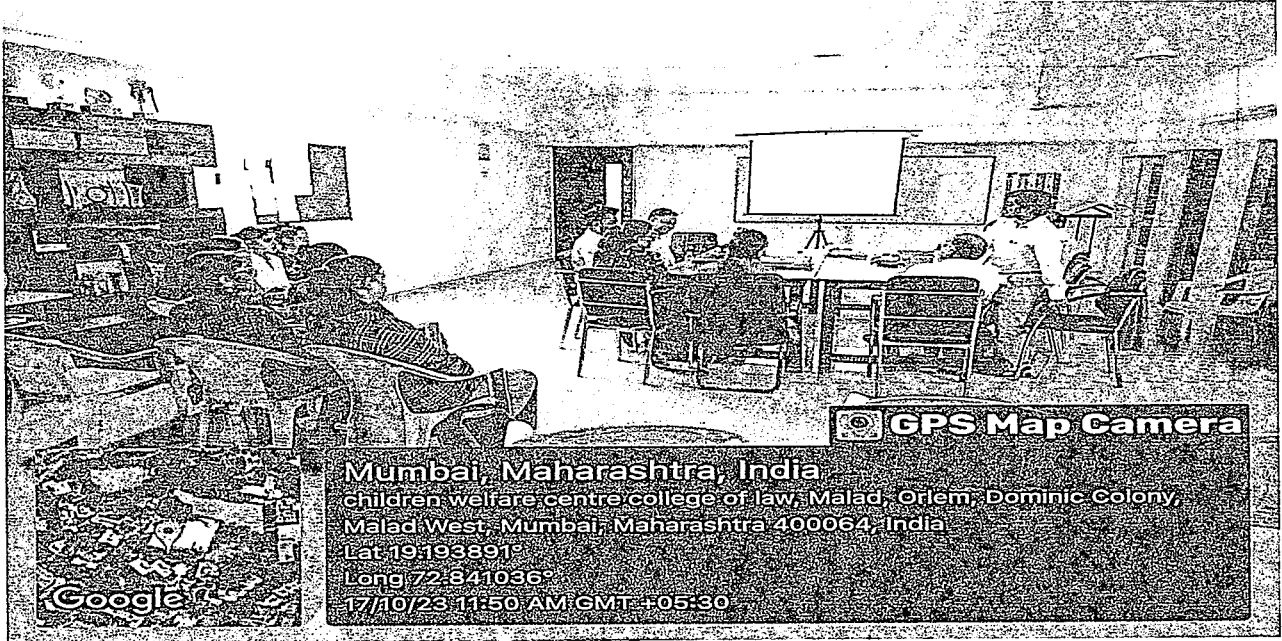 GPS Map Camera
Mumbai, Maharashtra, India
children welfare centre college of law, Malad, Orlem, Dominic Colony,
Malad West, Mumbai, Maharashtra 400064, India
Lat 19.193891°
Long 72.841036°
17/10/23 11:50 AM GMT +05:30
Google